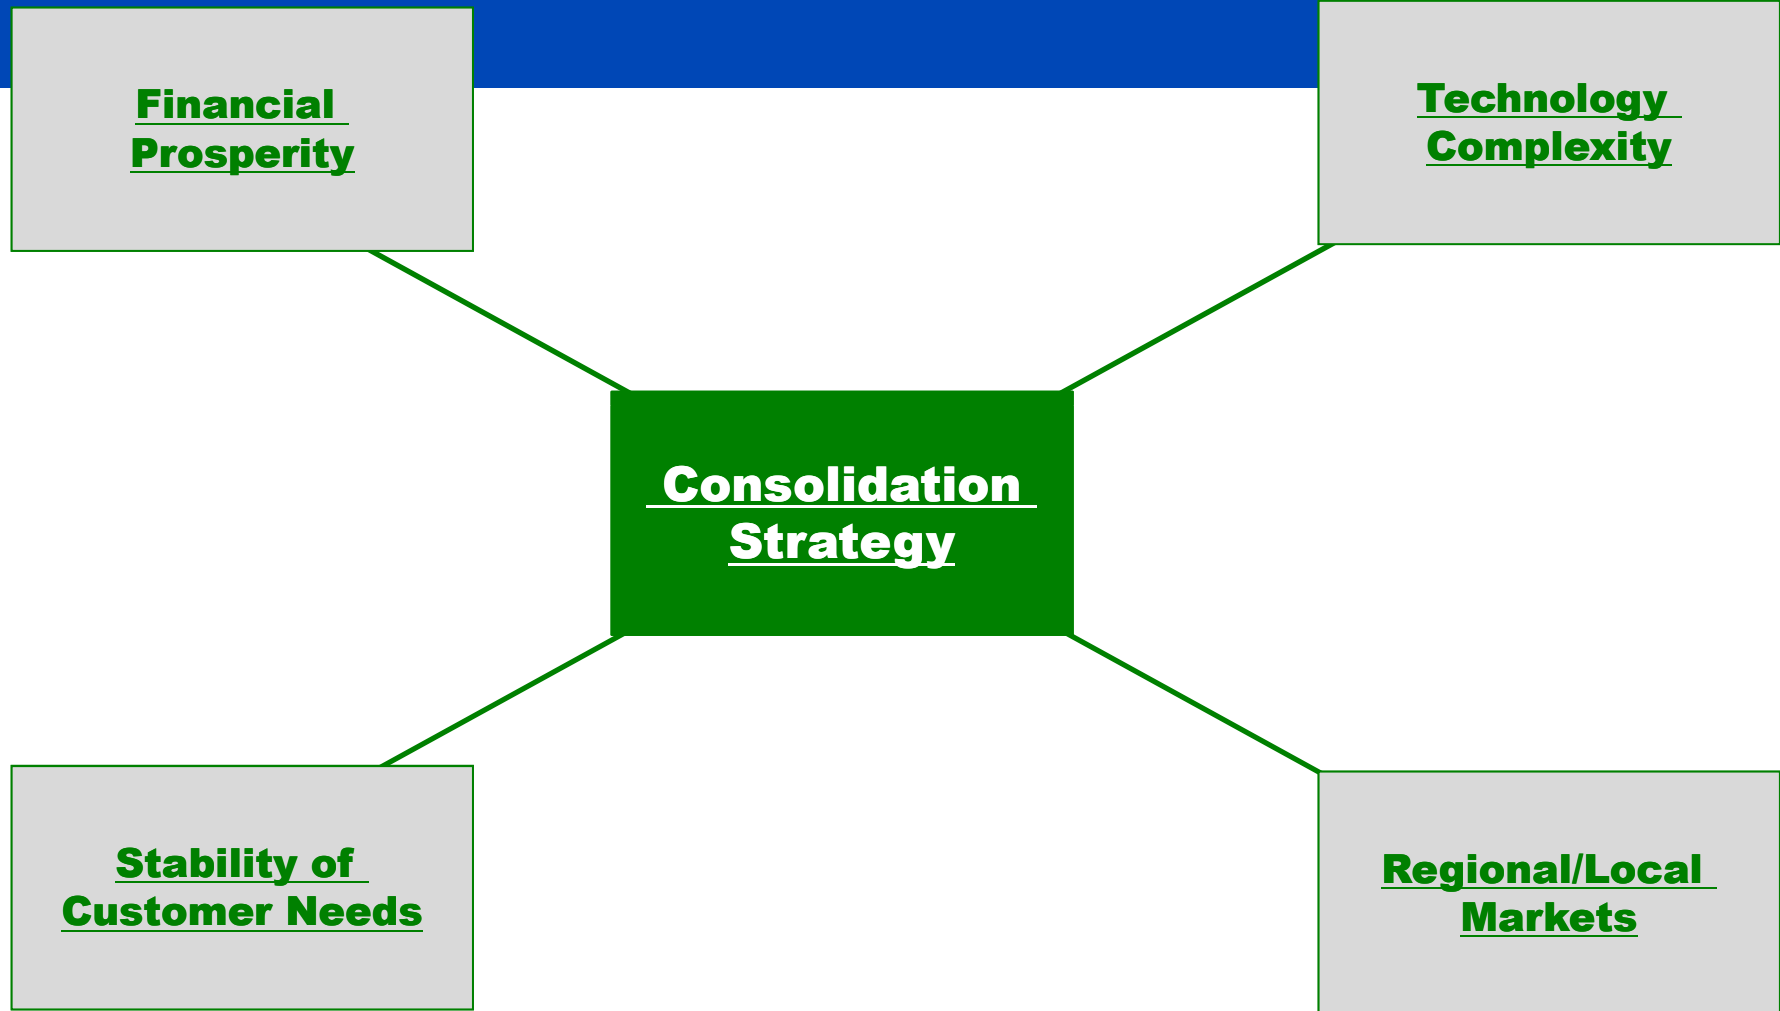 Financial
Prosperity
Technology
Complexity
Consolidation
Strategy
Stability of
Customer Needs
Regional/Local
Markets